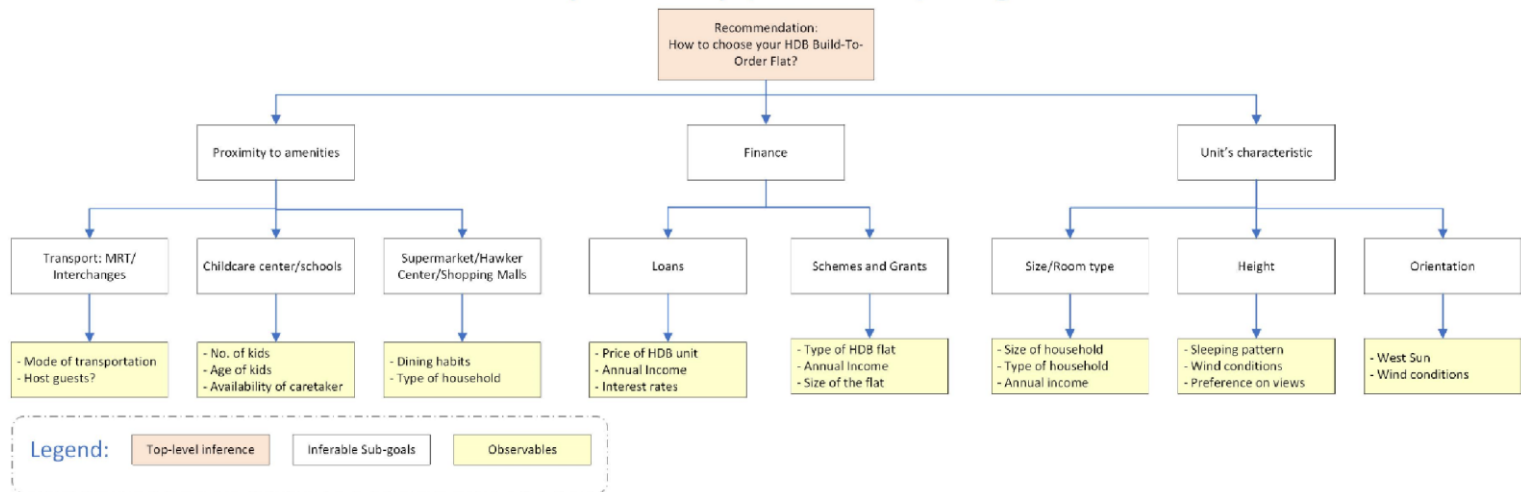 Recommendation:
How to choose your HDB Build-To-
Order Flat?
Proximity to amenities
Finance
Unit's characteristic
Transport: MRT/
Interchanges
Childcare center/schools
Supermarket/Hawker
Center/Shopping Malls
Loans
Schemes and Grants
Size/Room type
Height
Orientation
- Mode of transportation
- Host guests?
- No. of kids
- Age of kids
- Availability of caretaker
- Dining habits
- Type of household
- Price of HDB unit
- Annual Income
- Interest rates
- Type of HDB flat
- Annual Income
- Size of the flat
- Size of household
- Type of household
- Annual income
- Sleeping pattern
- Wind conditions
- Preference on views
- West Sun
- Wind conditions
Legend:
Top-level inference
Inferable Sub-goals
Observables